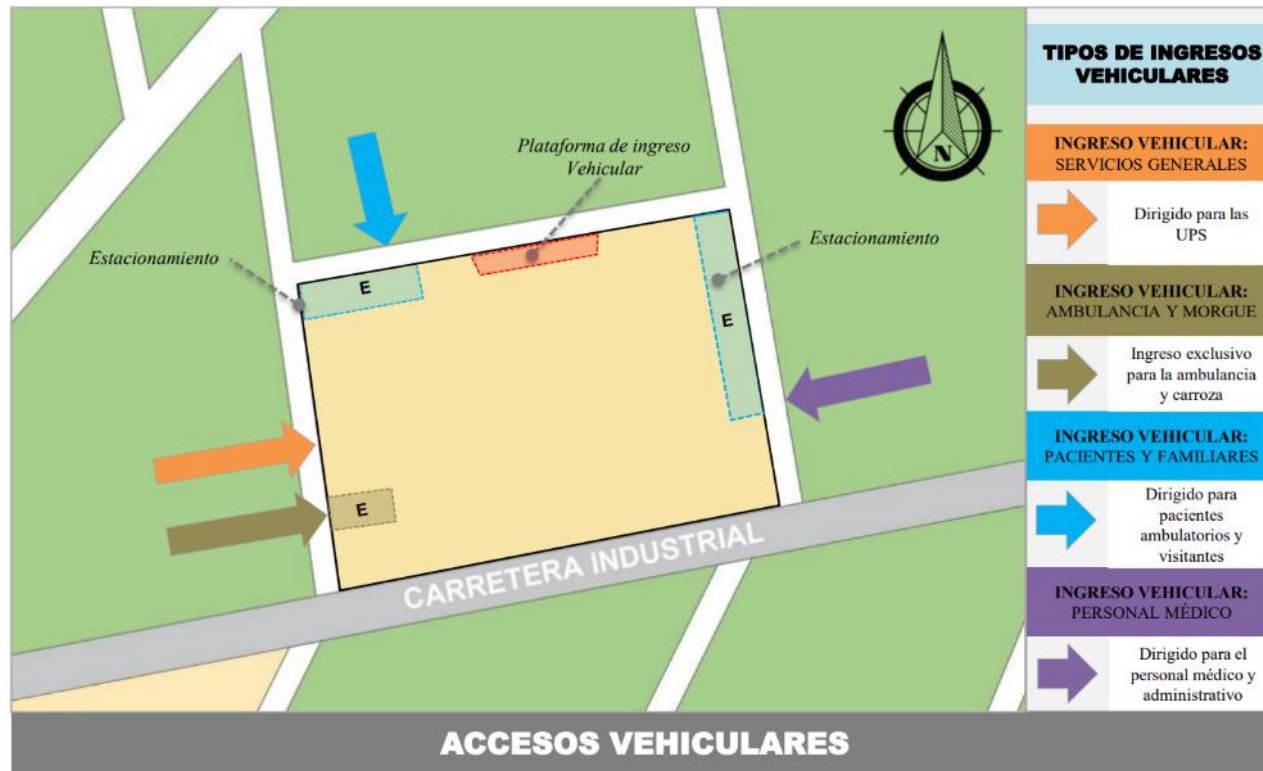 Plataforma de ingreso
Vehicular
Estacionamiento
Estacionamiento
N
E
E
E
CARRETERA INDUSTRIAL
TIPOS DE INGRESOS
VEHICULARES
INGRESO VEHICULAR:
SERVICIOS GENERALES
Dirigido para las
UPS
INGRESO VEHICULAR:
AMBULANCIA Y MORGUE
Ingreso exclusivo
para la ambulancia
y carroza
INGRESO VEHICULAR:
PACIENTES Y FAMILIARES
Dirigido para
pacientes
ambulatorios y
visitantes
INGRESO VEHICULAR:
PERSONAL MÉDICO
Dirigido para el
personal médico y
administrativo
ACCESOS VEHICULARES